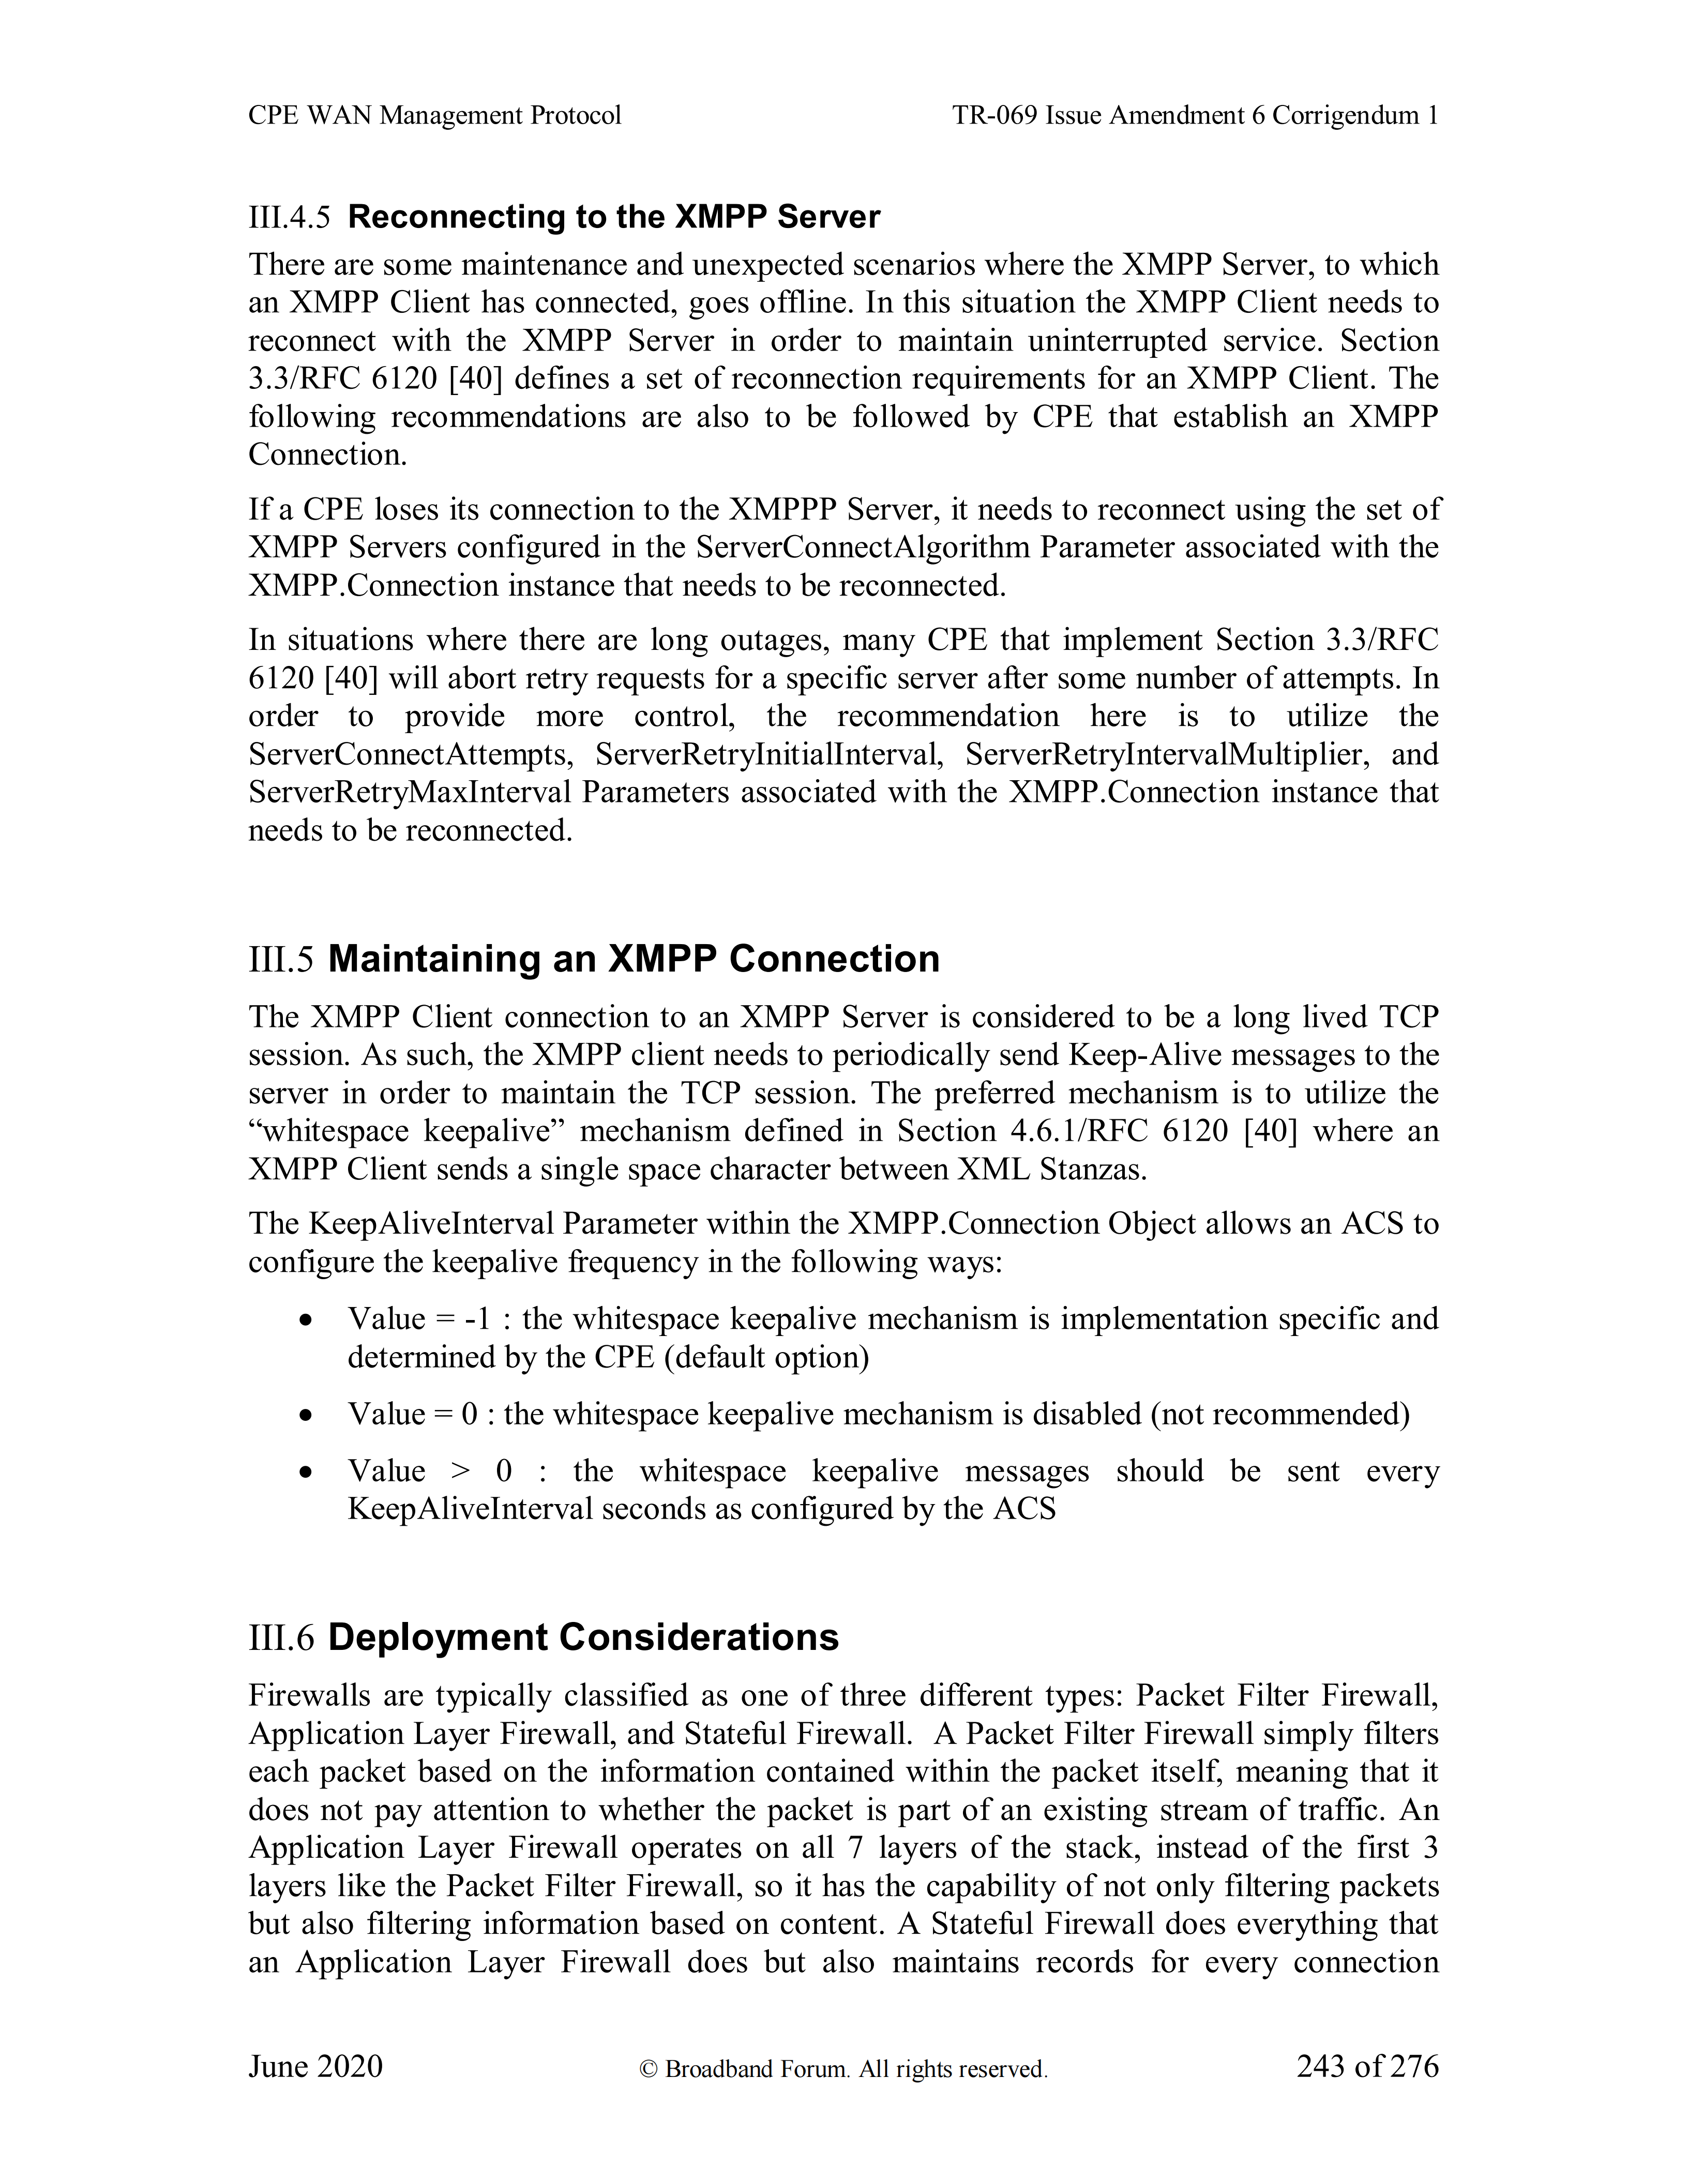 CPE WAN Management Protocol TR-069 Issue Amendment 6 Corrigendum 1
III.4.5 Reconnecting to the XMPP Server
There are some maintenance and unexpected scenarios where the XMPP Server, to which
an XMPP Client has connected, goes offline. In this situation the XMPP Client needs to
reconnect with the XMPP Server in order to maintain uninterrupted service. Section
3.3/RFC 6120 [40] defines a set of reconnection requirements for an XMPP Client. The
following recommendations are also to be followed by CPE that establish an XMPP
Connection.
If a CPE loses its connection to the XMPPP Server, it needs to reconnect using the set of
XMPP Servers configured in the ServerConnectAlgorithm Parameter associated with the
XMPP.Connection instance that needs to be reconnected.
In situations where there are long outages, many CPE that implement Section 3.3/RFC
6120 [40] will abort retry requests for a specific server after some number of attempts. In
order to provide more control, the recommendation here is to utilize the
ServerConnectAttempts, ServerRetryInitialInterval, ServerRetryIntervalMultiplier, and
ServerRetryMaxInterval Parameters associated with the XMPP.Connection instance that
needs to be reconnected.
III.5 Maintaining an XMPP Connection
The XMPP Client connection to an XMPP Server is considered to be a long lived TCP
session. As such, the XMPP client needs to periodically send Keep-Alive messages to the
server in order to maintain the TCP session. The preferred mechanism is to utilize the
“whitespace keepalive” mechanism defined in Section 4.6.1/RFC 6120 [40] where an
XMPP Client sends a single space character between XML Stanzas.
The KeepAliveInterval Parameter within the XMPP.Connection Object allows an ACS to
configure the keepalive frequency in the following ways:
• Value = -1 : the whitespace keepalive mechanism is implementation specific and
determined by the CPE (default option)
• Value = 0 : the whitespace keepalive mechanism is disabled (not recommended)
• Value > 0 : the whitespace keepalive messages should be sent every
KeepAliveInterval seconds as configured by the ACS
III.6 Deployment Considerations
Firewalls are typically classified as one of three different types: Packet Filter Firewall,
Application Layer Firewall, and Stateful Firewall. A Packet Filter Firewall simply filters
each packet based on the information contained within the packet itself, meaning that it
does not pay attention to whether the packet is part of an existing stream of traffic. An
Application Layer Firewall operates on all 7 layers of the stack, instead of the first 3
layers like the Packet Filter Firewall, so it has the capability of not only filtering packets
but also filtering information based on content. A Stateful Firewall does everything that
an Application Layer Firewall does but also maintains records for every connection
June 2020 © Broadband Forum. All rights reserved. 243 of 276